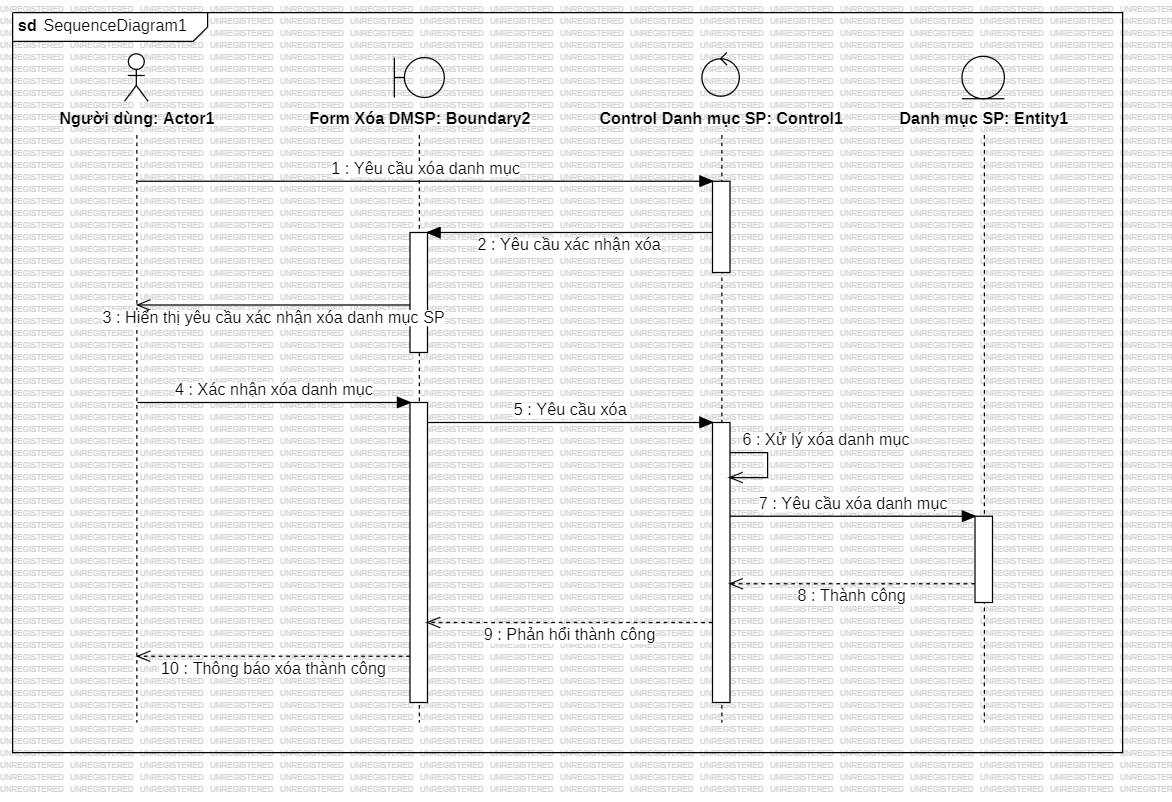 sd SequenceDiagram1
Người dùng: Actor1
Form Xóa DMSP: Boundary2
Control Danh mục SP: Control1
Danh mục SP: Entity1
1 : Yêu cầu xóa danh mục
2 : Yêu cầu xác nhận xóa
3 : Hiển thị yêu cầu xác nhận xóa danh mục SP
4 : Xác nhận xóa danh mục
5 : Yêu cầu xóa
6 : Xử lý xóa danh mục
7 : Yêu cầu xóa danh mục
8 : Thành công
9 : Phản hồi thành công
10 : Thông báo xóa thành công
UNREGISTERED